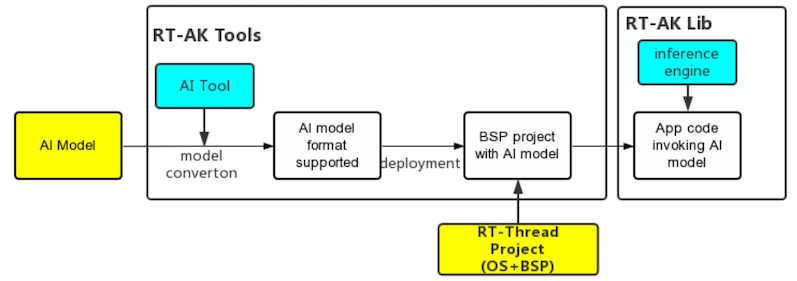 RT-AK Tools
RT-AK Lib
AI Tool
inference
engine
AI Model
model
converton
AI model
format
supported
deployment
BSP project
with AI model
App code
invoking AI
model
RT-Thread
Project
(OS+BSP)